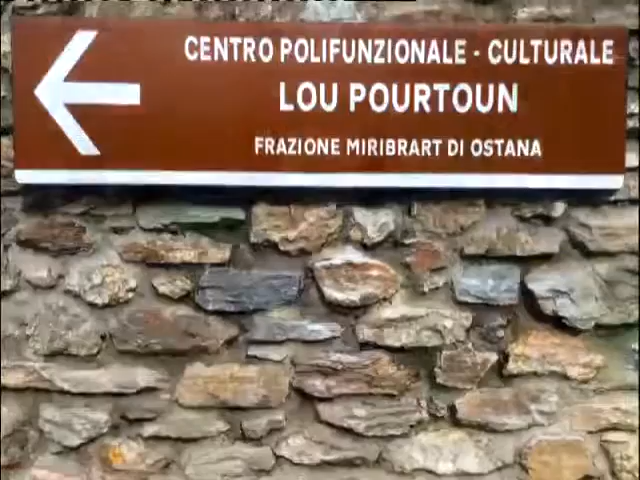 CENTRO POLIFUNZIONALE - CULTURALE
LOU POURTOUN
FRAZIONE MIRIBRART DI OSTANA